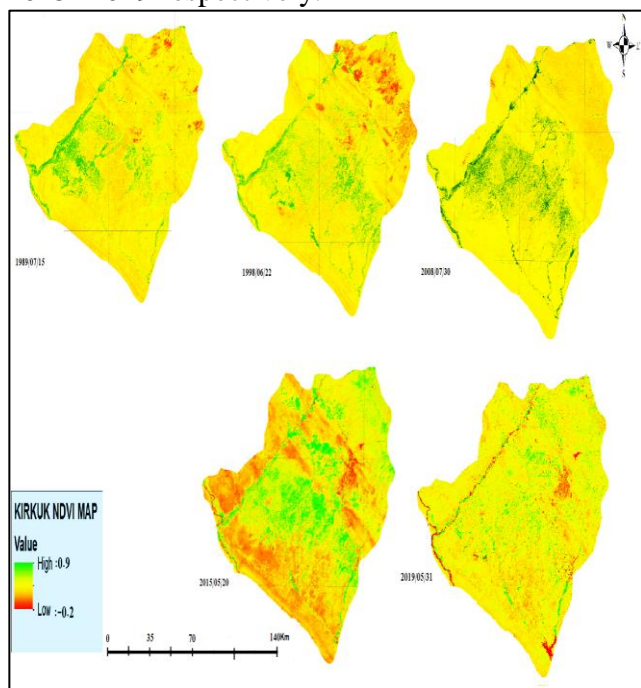 N
W
E
S
1989/07/15
1998/06/22
2008/07/30
2015/05/20
2019/05/31
KIRKUK NDVI MAP
Value
High :0.9
Low :-0.2
0 35 70 140Km